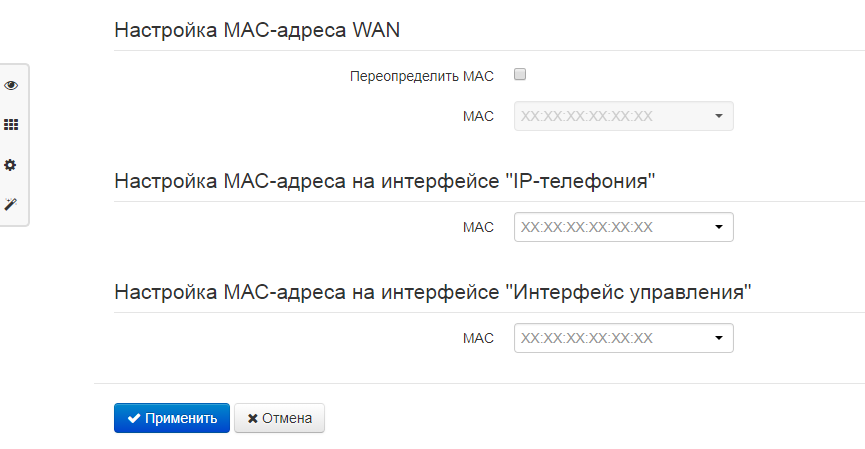 Настройка MAC-адреса WAN
Переопределить MAC
MAC XX:XX:XX:XX:XX:XX
Настройка MAC-адреса на интерфейсе "IP-телефония"
MAC XX:XX:XX:XX:XX:XX
Настройка MAC-адреса на интерфейсе "Интерфейс управления"
MAC XX:XX:XX:XX:XX:XX
Применить Отмена